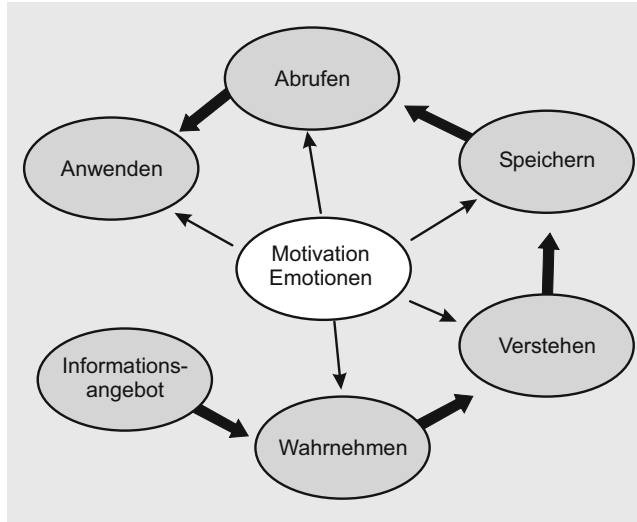 Abrufen
Anwenden
Speichern
Motivation
Emotionen
Informations-
angebot
Verstehen
Wahrnehmen